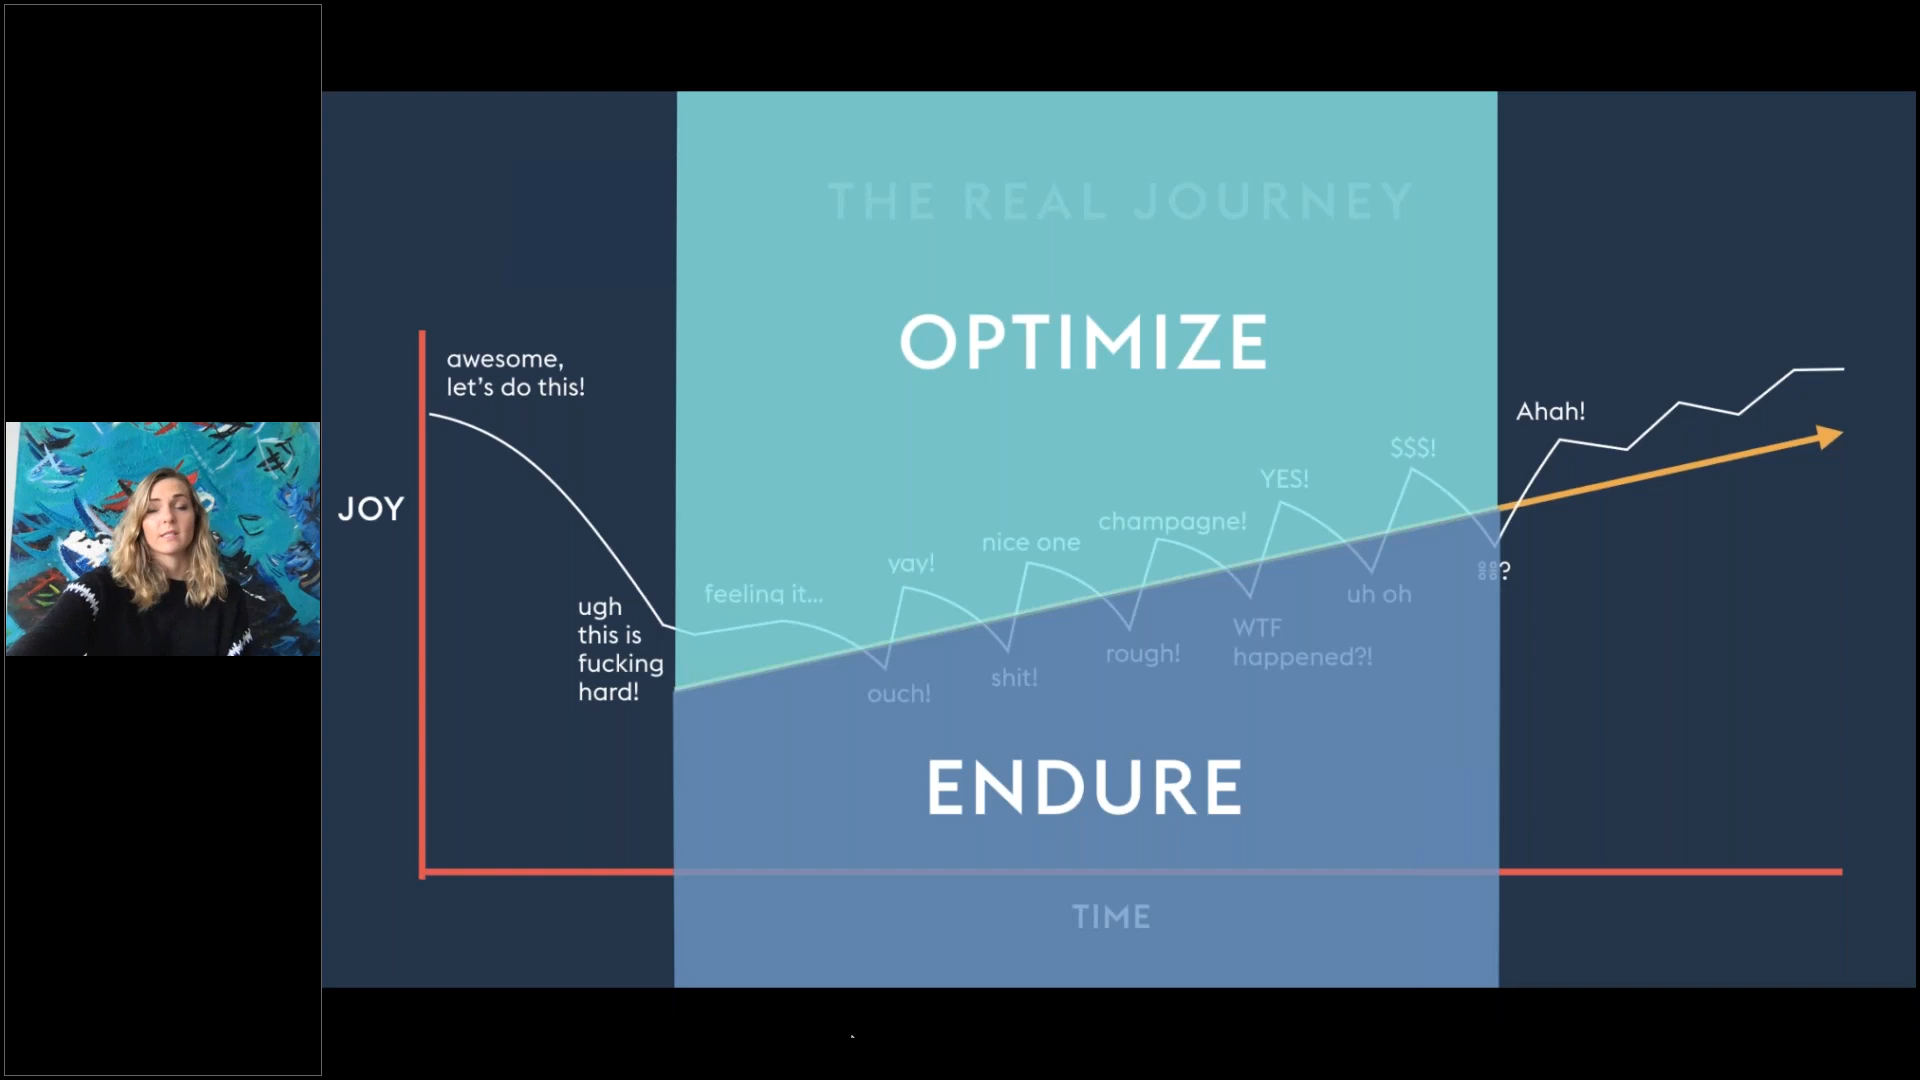 THE REAL JOURNEY
OPTIMIZE
awesome,
let's do this!
JOY
ugh
this is
fucking
hard!
feeling it...
yay!
ouch!
nice one
shit!
champagne!
rough!
YES!
WTF
happened?!
$$$!
uh oh
?
Ahah!
ENDURE
TIME